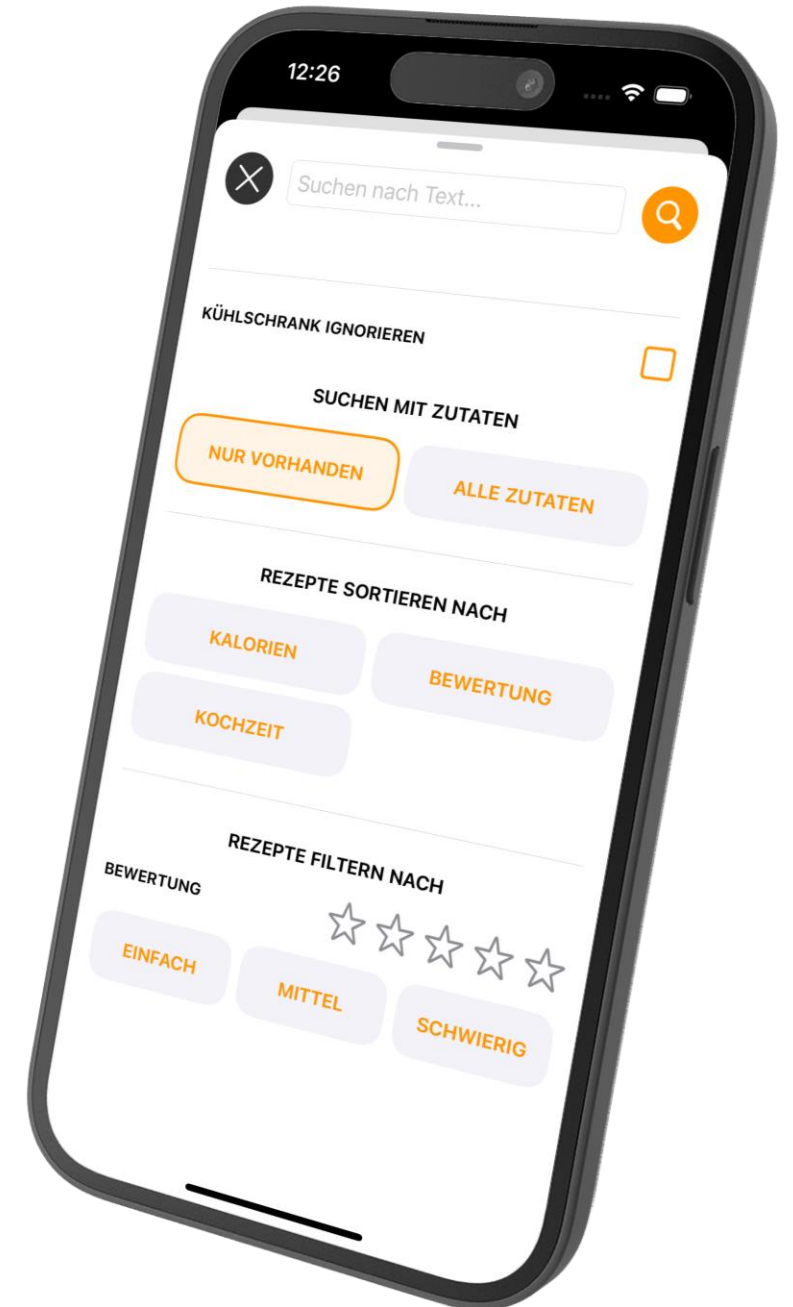 12:26
Suchen nach Text...
KÜHLSCHRANK IGNORIEREN
SUCHEN MIT ZUTATEN
NUR VORHANDEN
ALLE ZUTATEN
REZEPTE SORTIEREN NACH
KALORIEN
BEWERTUNG
KOCHZEIT
REZEPTE FILTERN NACH
BEWERTUNG
EINFACH
MITTEL
SCHWIERIG